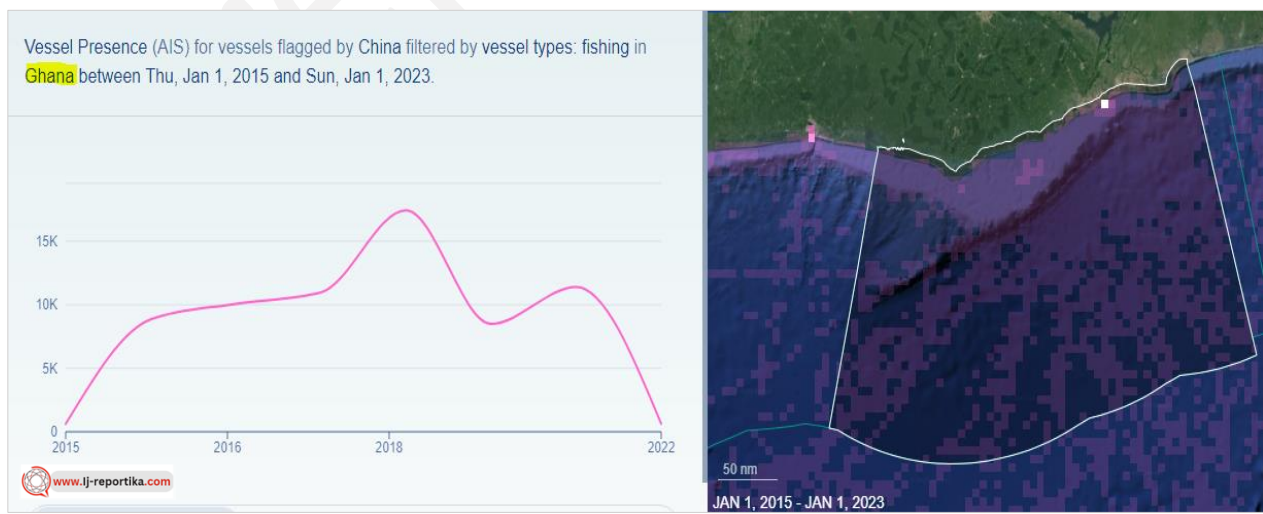 Vessel Presence (AIS) for vessels flagged by China filtered by vessel types: fishing in
Ghana between Thu, Jan 1, 2015 and Sun, Jan 1, 2023.
15K
10K
5K
0
2015 2016 2018 2022
www.lj-reportika.com
50 nm
JAN 1, 2015 - JAN 1, 2023